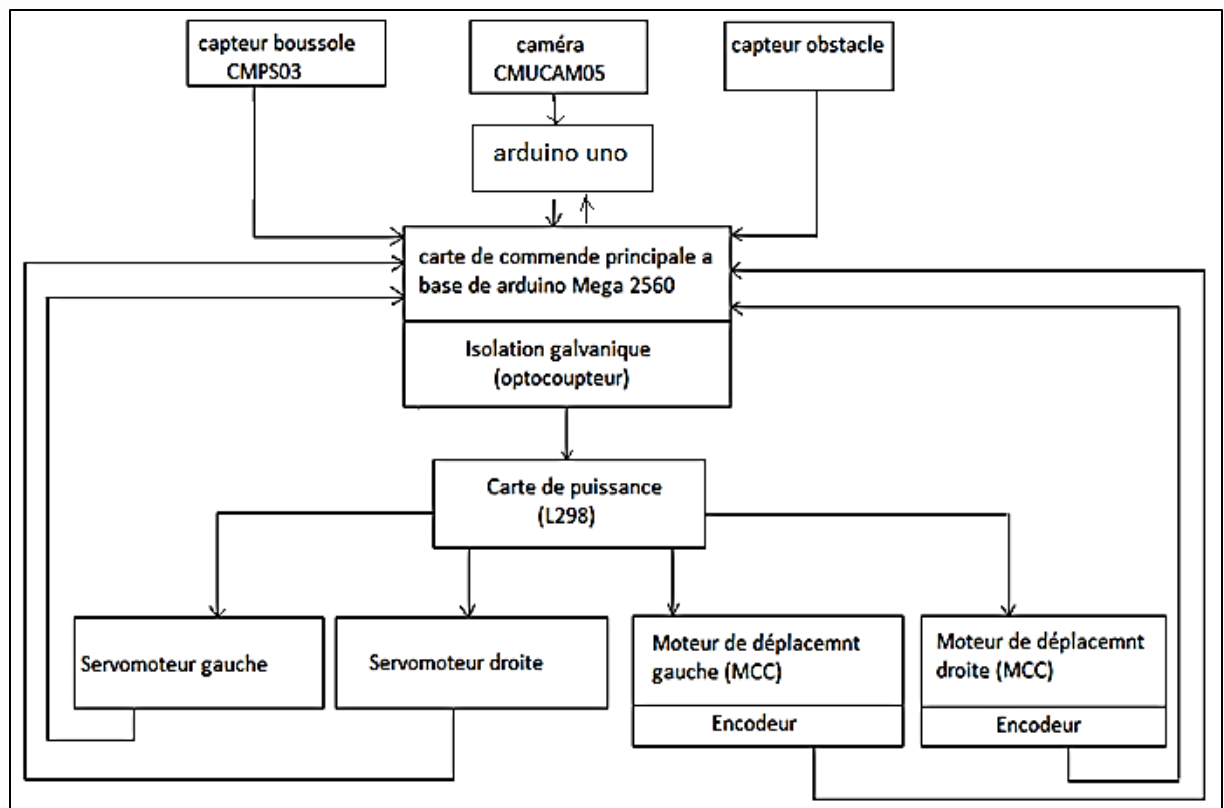 capteur boussole
CMPS03
caméra
CMUCAM05
capteur obstacle
arduino uno
carte de commende principale a
base de arduino Mega 2560
Isolation galvanique
(optocoupteur)
Carte de puissance
(L298)
Servomoteur gauche
Servomoteur droite
Moteur de déplacemnt
gauche (MCC)
Encodeur
Moteur de déplacemnt
droite (MCC)
Encodeur